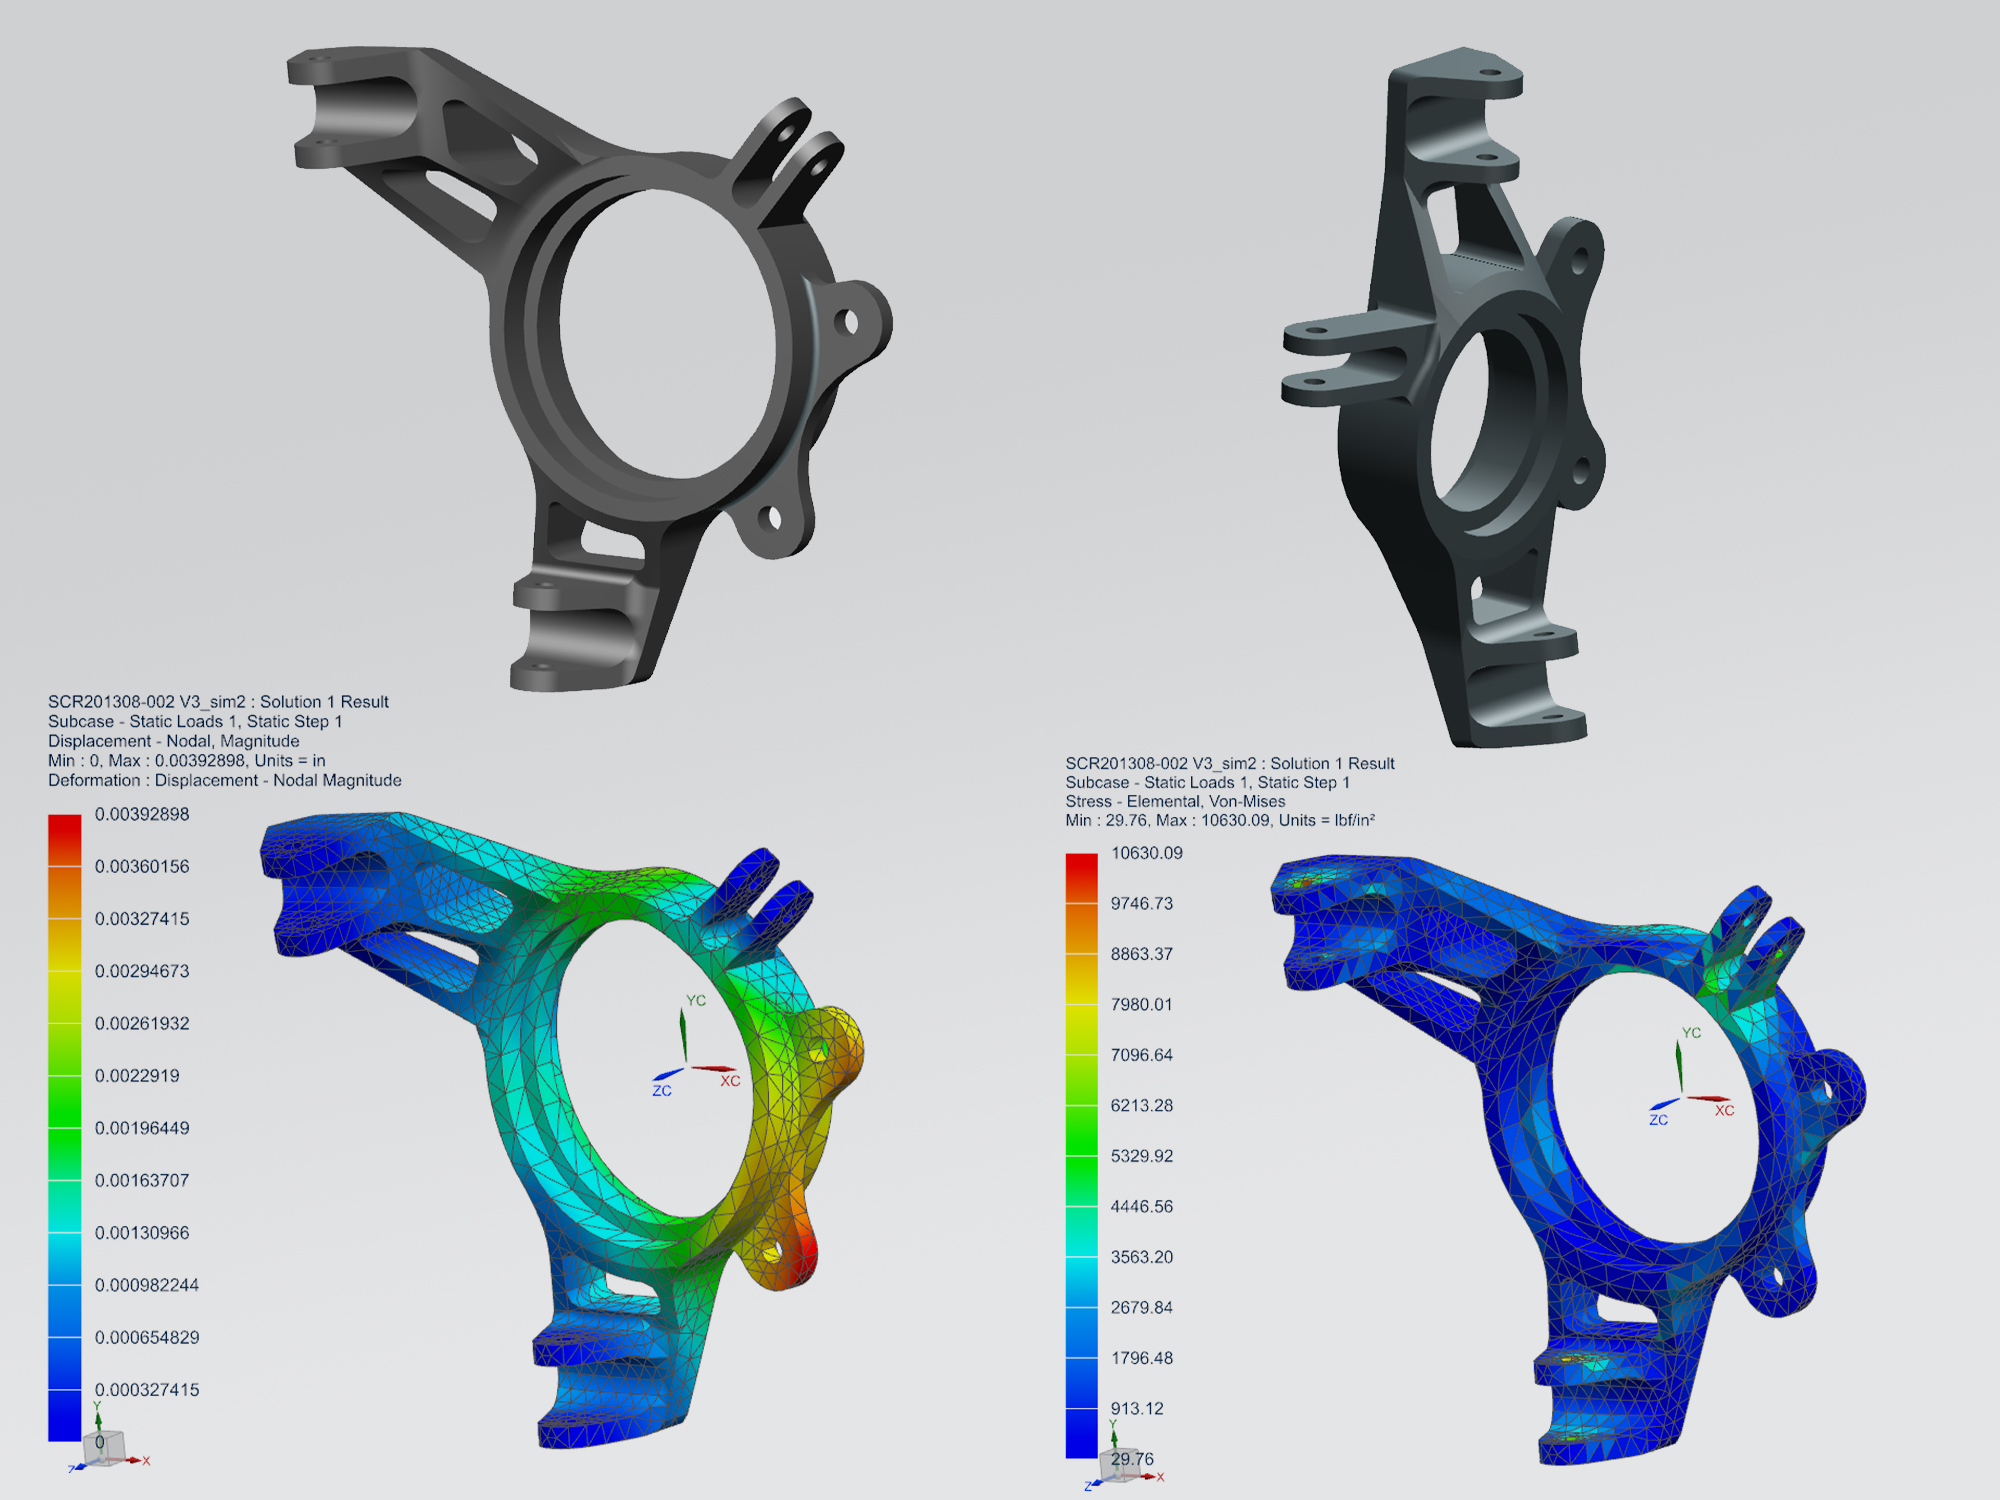 SCR201308-002 V3_sim2 : Solution 1 Result
Subcase - Static Loads 1, Static Step 1
Displacement - Nodal, Magnitude
Min : 0, Max : 0.00392898, Units = in
Deformation : Displacement - Nodal Magnitude
0.00392898
0.00360156
0.00327415
0.00294673
0.00261932
0.0022919
0.00196449
0.00163707
0.00130966
0.000982244
0.000654829
0.000327415
0
Y
X
Z
YC
XC
ZC
SCR201308-002 V3_sim2 : Solution 1 Result
Subcase - Static Loads 1, Static Step 1
Stress - Elemental, Von-Mises
Min : 29.76, Max : 10630.09, Units = lbf/in²
10630.09
9746.73
8863.37
7980.01
7096.64
6213.28
5329.92
4446.56
3563.20
2679.84
1796.48
913.12
29.76
Y
X
Z
YC
XC
ZC